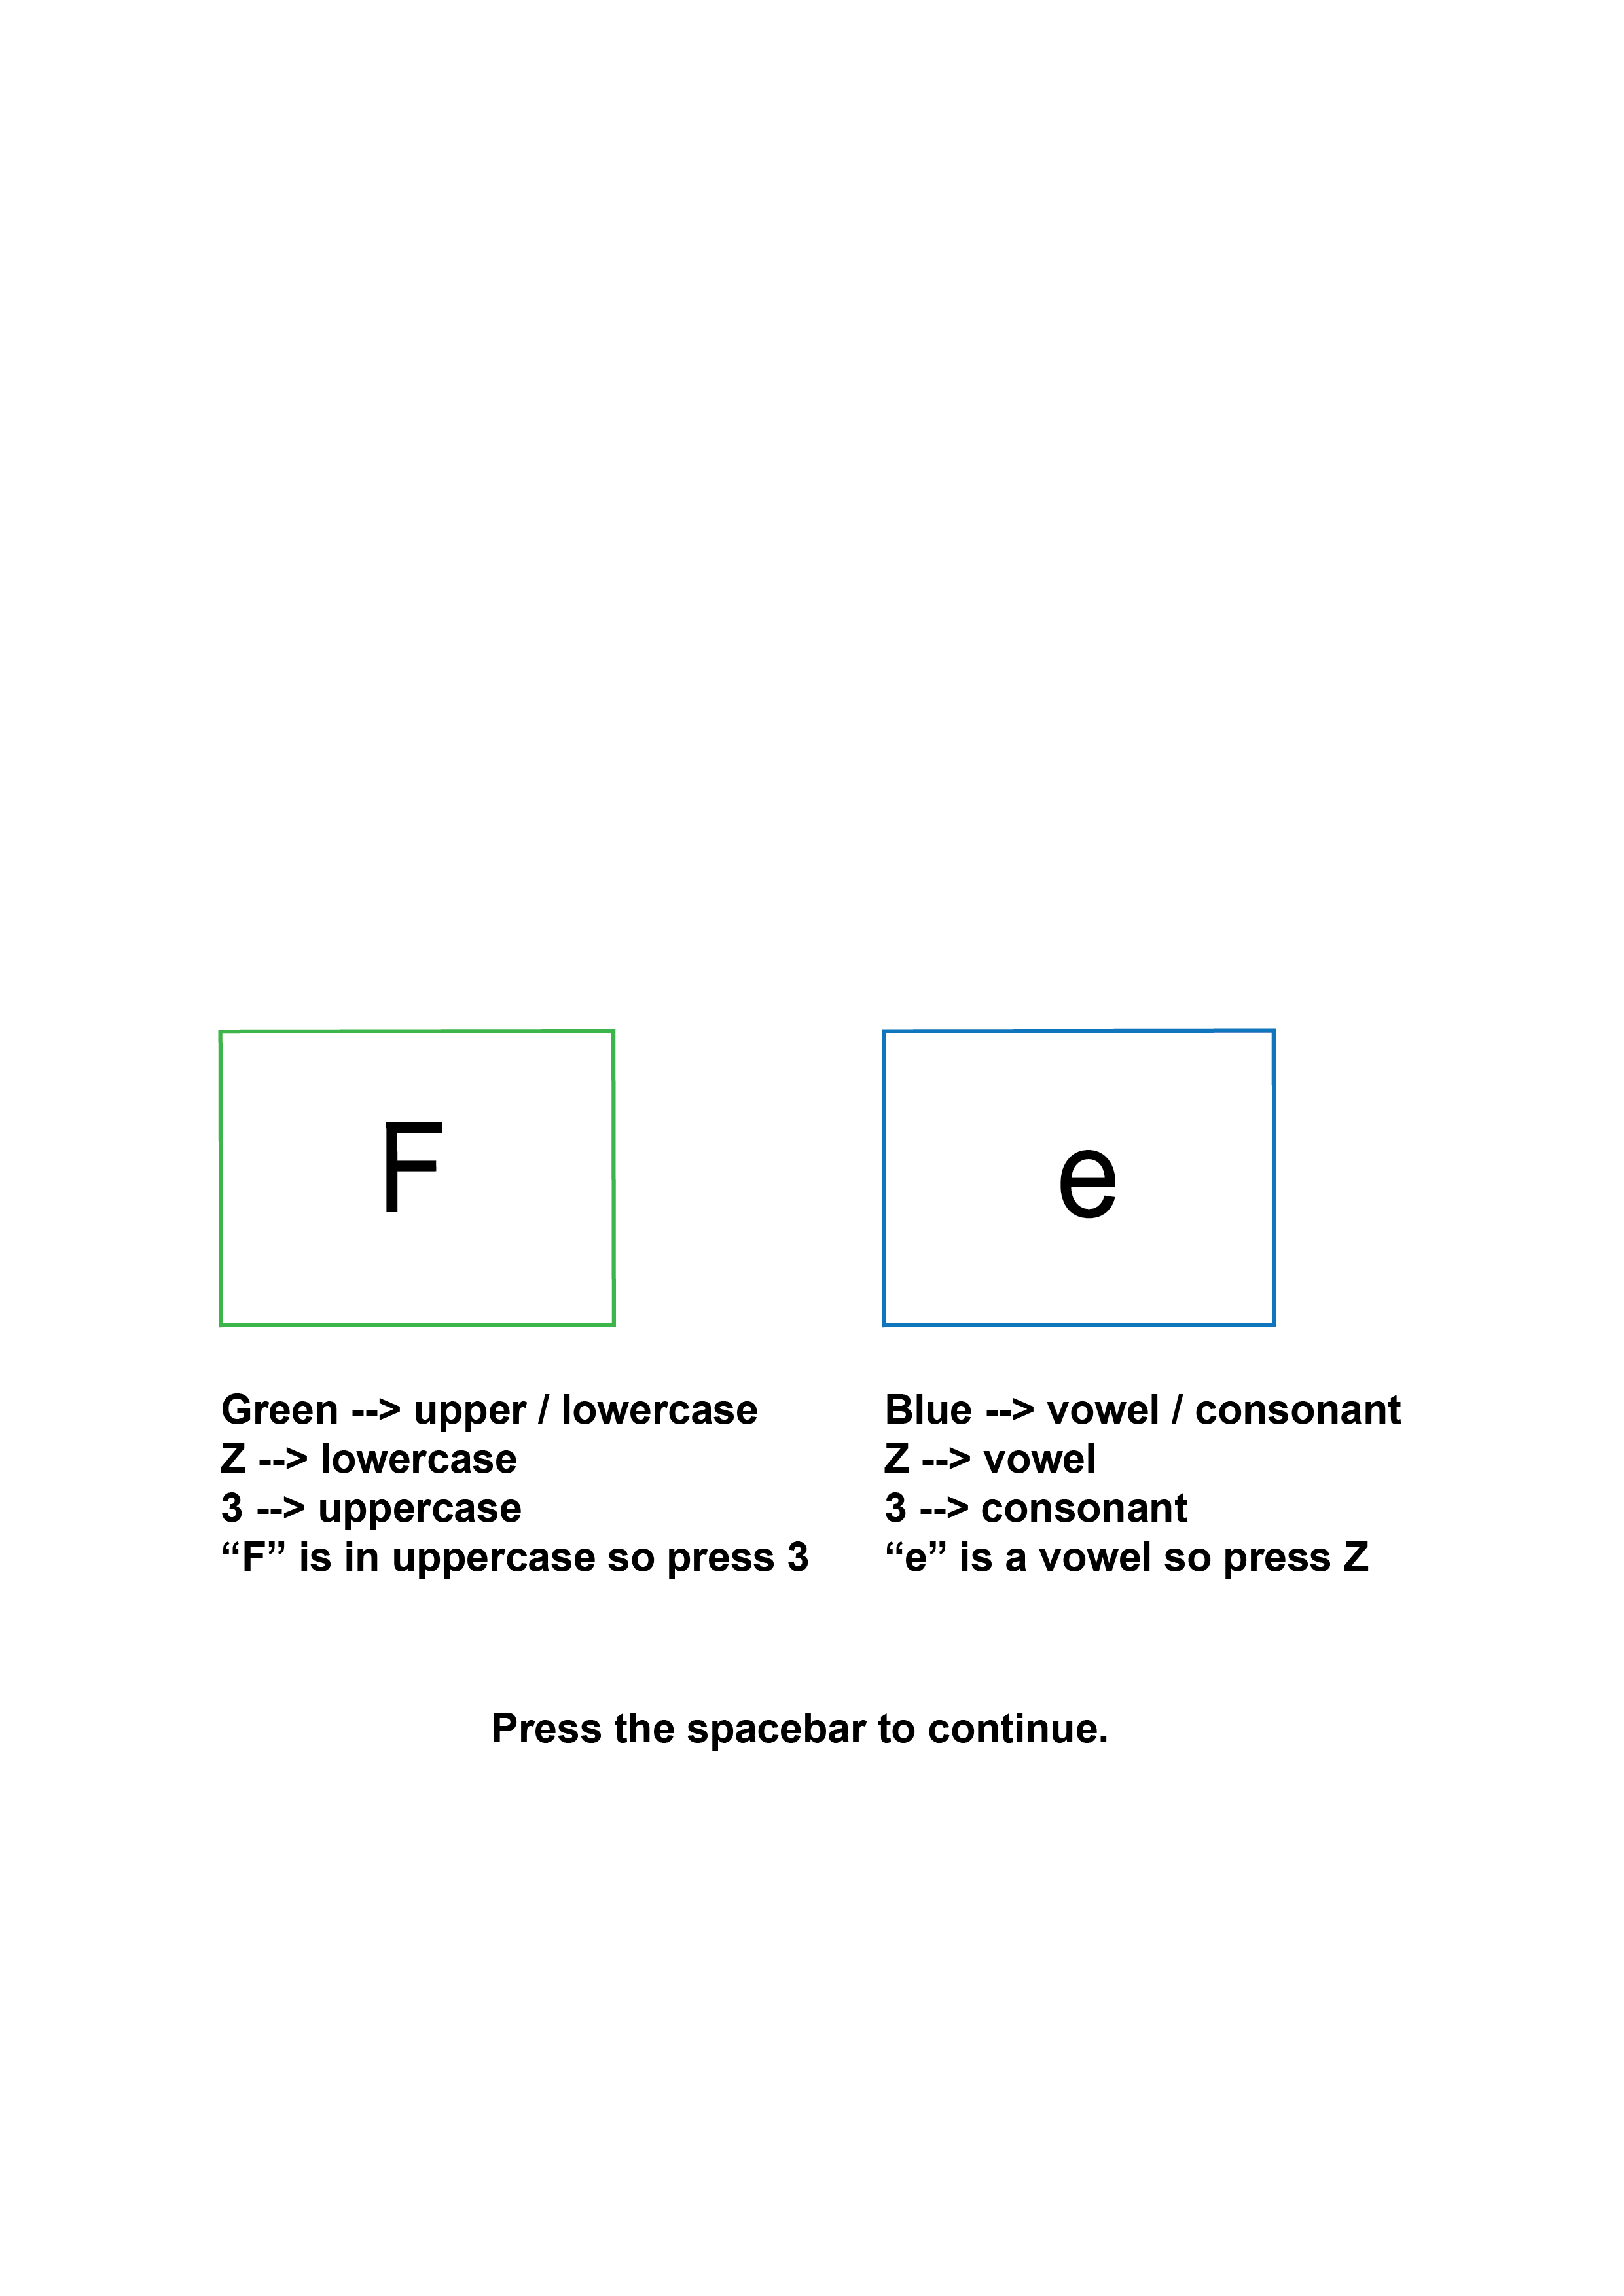 F
e
Green --> upper / lowercase
Z --> lowercase
3 --> uppercase
“F” is in uppercase so press 3
Blue --> vowel / consonant
Z --> vowel
3 --> consonant
“e” is a vowel so press Z
Press the spacebar to continue.